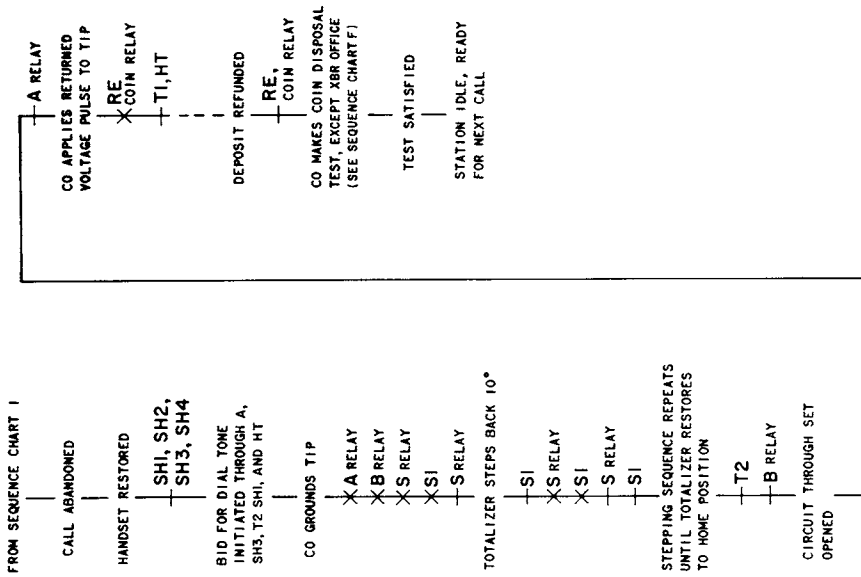 FROM SEQUENCE CHART 1
CALL ABANDONED
HANDSET RESTORED
SH1, SH2,
SH3, SH4
BID FOR DIAL TONE
INITIATED THROUGH A,
SH3, T2 SH1, AND HT
CO GROUNDS TIP
A RELAY
B RELAY
S RELAY
S1
S RELAY
TOTALIZER STEPS BACK 10°
S1
S RELAY
S1
S RELAY
S1
STEPPING SEQUENCE REPEATS
UNTIL TOTALIZER RESTORES
TO HOME POSITION
T2
B RELAY
CIRCUIT THROUGH SET
OPENED
A RELAY
CO APPLIES RETURNED
VOLTAGE PULSE TO TIP
RE
COIN RELAY
T1, HT
DEPOSIT REFUNDED
RE,
COIN RELAY
CO MAKES COIN DISPOSAL
TEST, EXCEPT XBR OFFICE
(SEE SEQUENCE CHART F)
TEST SATISFIED
STATION IDLE, READY
FOR NEXT CALL